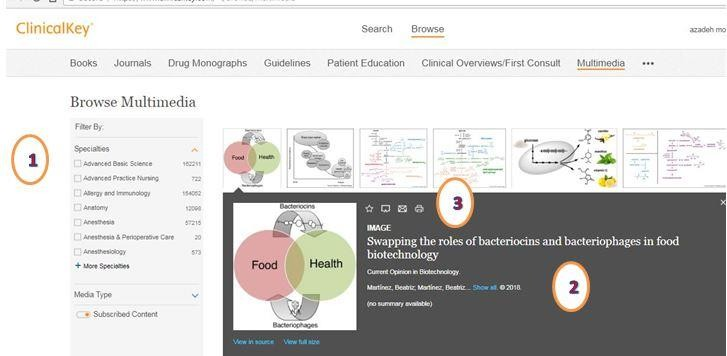 ClinicalKey
Search Browse
azadeh mo
Books Journals Drug Monographs Guidelines Patient Education Clinical Overviews/First Consult Multimedia •••
Browse Multimedia
Filter By:
Specialties
Advanced Basic Science 162211
Advanced Practice Nursing 722
Allergy and Immunology 154052
Anatomy 12098
Anesthesia 57215
Anesthesia & Perioperative Care 20
Anesthesiology 573
+ More Specialties
Media Type
Subscribed Content
1
Bacteriocins
Food Health
Bacteriophages
glucose
3
Bacteriocins
Food Health
Bacteriophages
View in source View full size
IMAGE
Swapping the roles of bacteriocins and bacteriophages in food
biotechnology
Current Opinion in Biotechnology.
Martínez, Beatriz; Martínez, Beatriz... Show all. © 2018.
(no summary available)
2